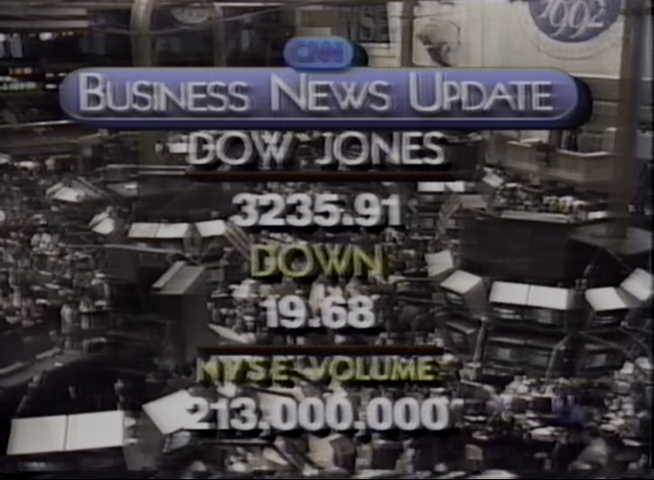 1992
CNN
BUSINESS NEWS UPDATE
DOW JONES
3235.91
DOWN
19.68
NYSE VOLUME
213,000,000